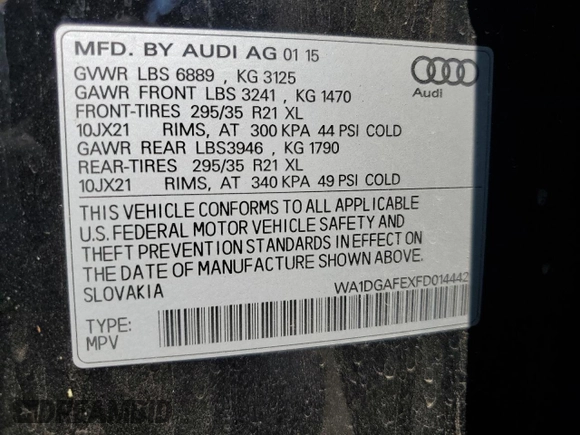 MFD. BY AUDI AG 01 15
GVWR LBS 6889 , KG 3125
GAWR FRONT LBS 3241 , KG 1470
FRONT-TIRES 295/35 R21 XL
10JX21 RIMS, AT 300 KPA 44 PSI COLD
GAWR REAR LBS3946 , KG 1790
REAR-TIRES 295/35 R21 XL
10JX21 RIMS, AT 340 KPA 49 PSI COLD
Audi
THIS VEHICLE CONFORMS TO ALL APPLICABLE
U.S. FEDERAL MOTOR VEHICLE SAFETY AND
THEFT PREVENTION STANDARDS IN EFFECT ON
THE DATE OF MANUFACTURE SHOWN ABOVE.
SLOVAKIA WA1DGAFEXFD014442
TYPE:
MPV
DREAMBID